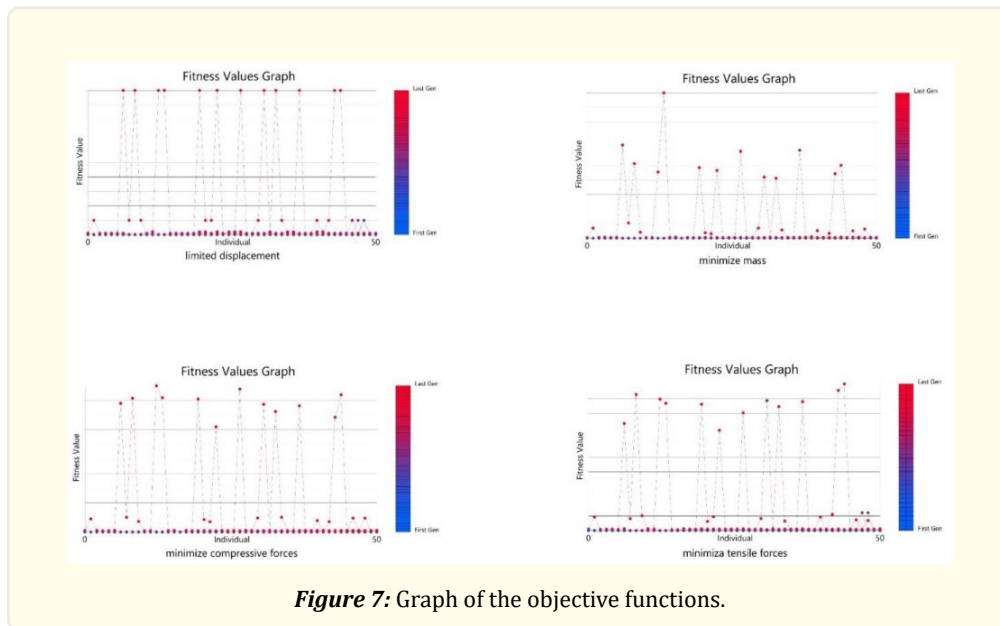 Fitness Values Graph
Last Gen
Fitness Value
First Gen
0 Individual 50
limited displacement
Fitness Values Graph
Last Gen
Fitness Value
First Gen
0 Individual 50
minimize mass
Fitness Values Graph
Last Gen
Fitness Value
First Gen
0 Individual 50
minimize compressive forces
Fitness Values Graph
Last Gen
Fitness Value
First Gen
0 Individual 50
minimiza tensile forces
Figure 7: Graph of the objective functions.